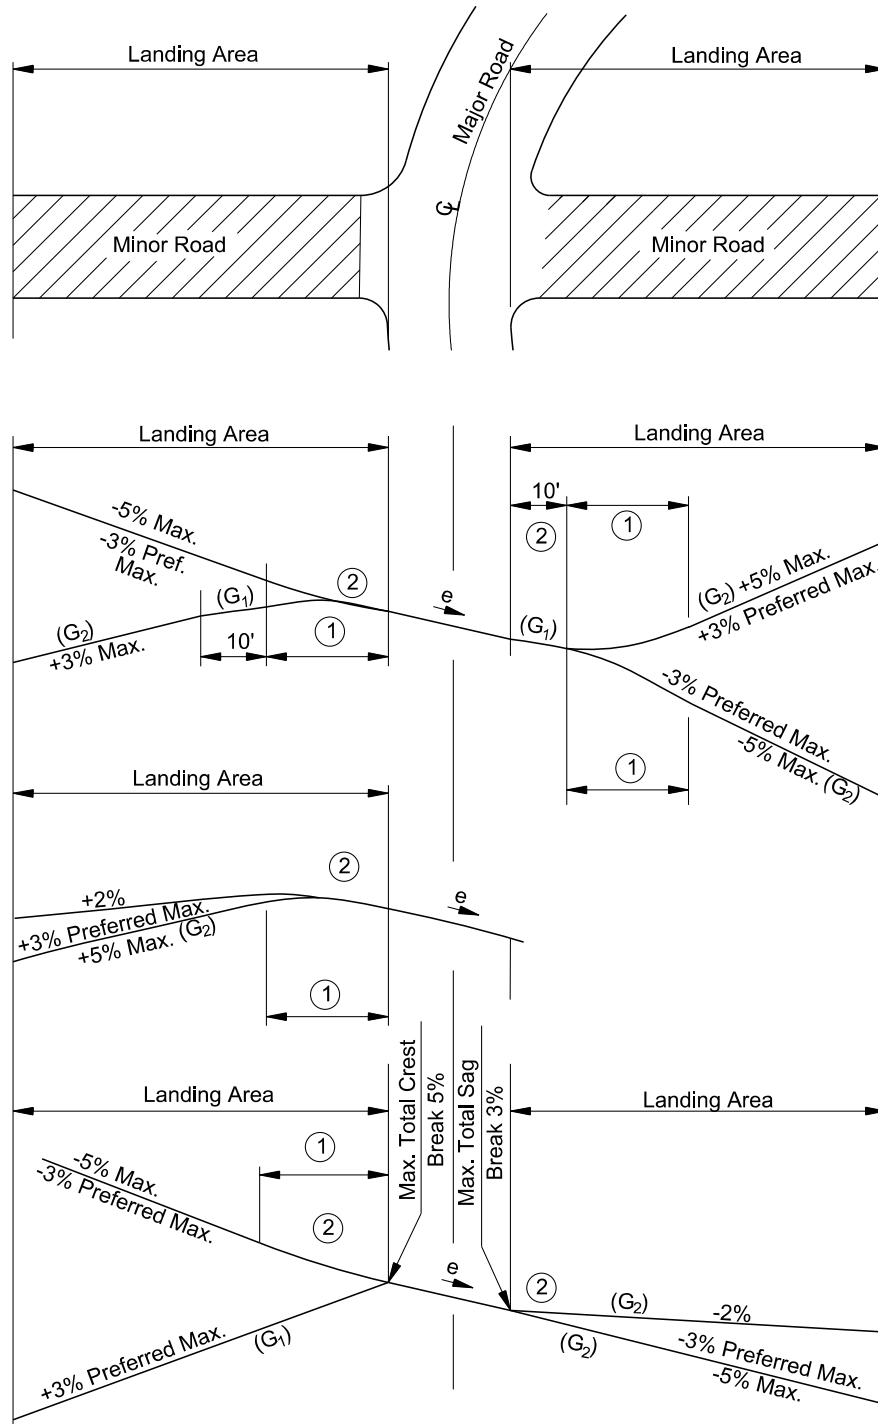 Landing Area
Landing Area
Major Road
℄
Minor Road
Minor Road
Landing Area
Landing Area
-5% Max.
-3% Pref.
Max.
(G₁)
2
(G₂)
+3% Max.
10'
1
e
10'
2
1
(G₁)
(G₂) +5% Max.
+3% Preferred Max.
-3% Preferred Max.
-5% Max. (G₂)
1
Landing Area
2
+2%
+3% Preferred Max.
+5% Max. (G₂)
e
1
Landing Area
Max. Total Crest
Break 5%
Max. Total Sag
Break 3%
Landing Area
1
-5% Max.
-3% Preferred Max.
2
e
+3% Preferred Max.
(G₁)
2
(G₂)
-2%
(G₂)
-3% Preferred Max.
-5% Max.